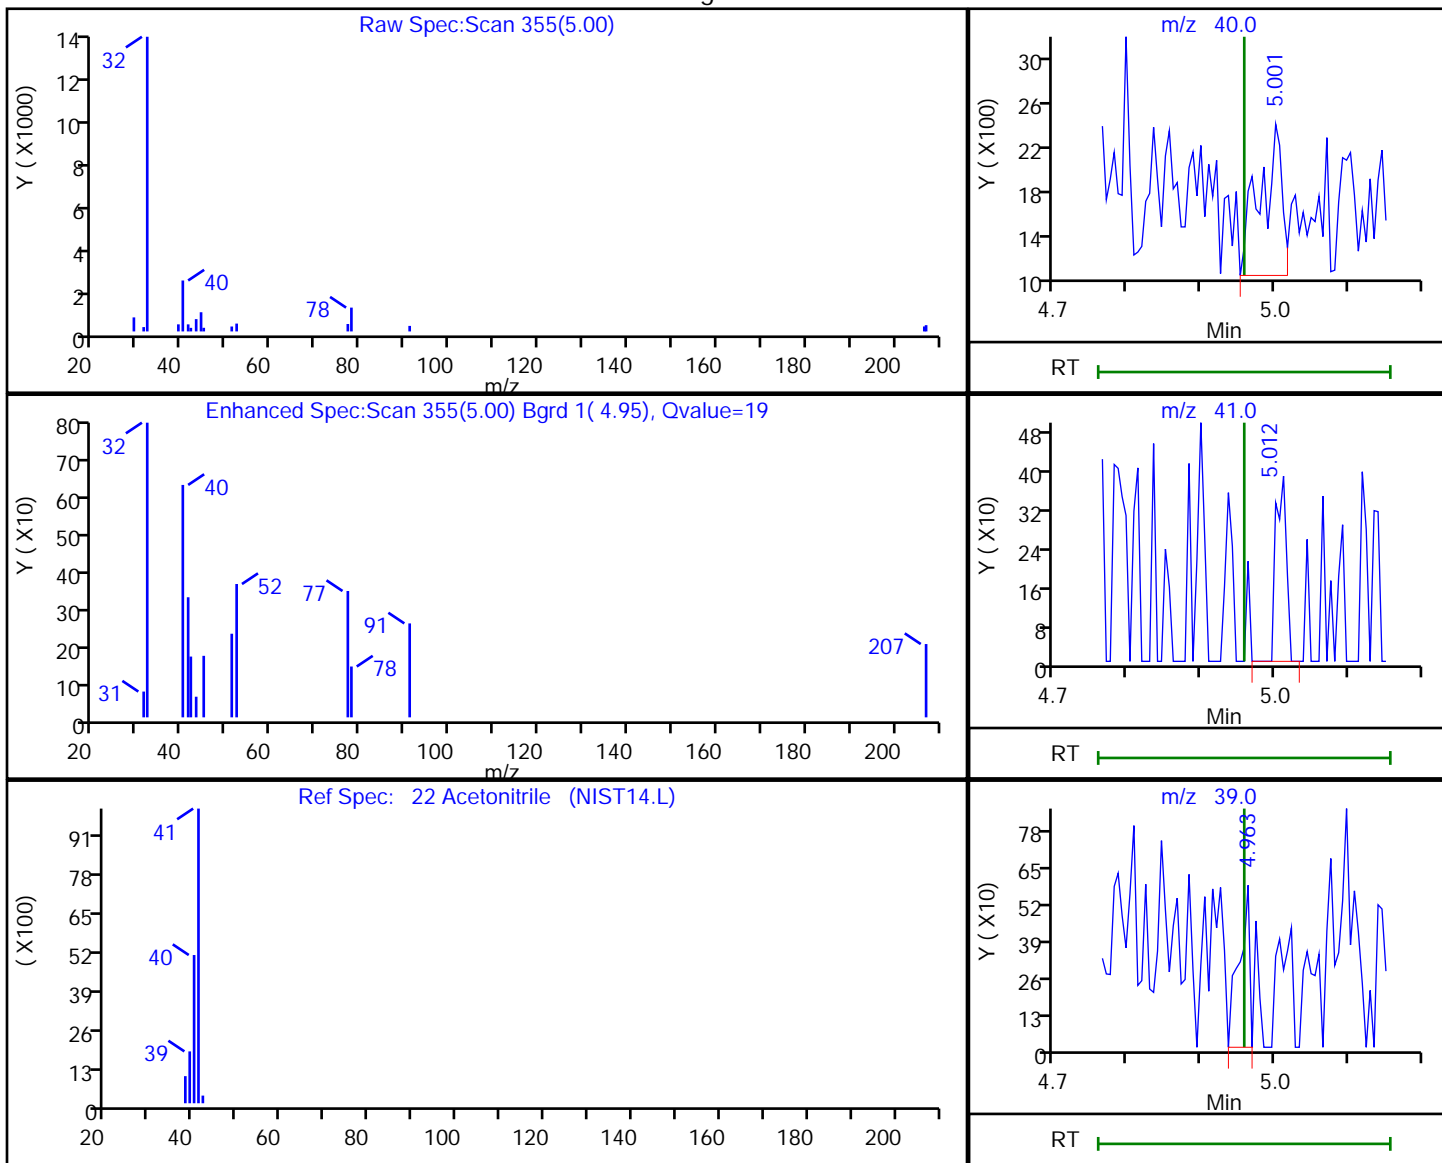 Raw Spec:Scan 355(5.00)
14
12
10
8
6
4
2
0
Y ( X1000)
32
40
78
20 40 60 80 100 120 140 160 180 200
m/z
m/z 40.0
30
26
22
18
14
10
Y ( X100)
5.001
4.7 5.0
Min
RT
Enhanced Spec:Scan 355(5.00) Bgrd 1( 4.95), Qvalue=19
80
70
60
50
40
30
20
10
0
Y ( X10)
32
40
52
77
91
78
31
207
20 40 60 80 100 120 140 160 180 200
m/z
m/z 41.0
48
40
32
24
16
8
0
Y ( X10)
5.012
4.7 5.0
Min
RT
Ref Spec: 22 Acetonitrile (NIST14.L)
91
78
65
52
39
26
13
0
( X100)
41
40
39
20 40 60 80 100 120 140 160 180 200
m/z 39.0
78
65
52
39
26
13
0
Y ( X10)
4.963
4.7 5.0
Min
RT